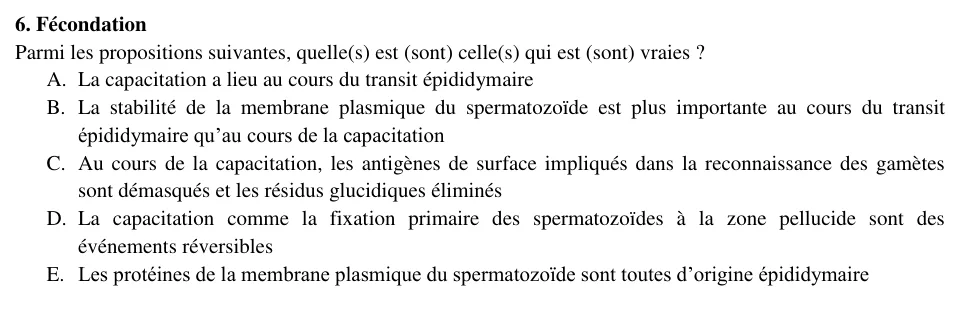 6. Fécondation
Parmi les propositions suivantes, quelle(s) est (sont) celle(s) qui est (sont) vraies ?
A. La capacitation a lieu au cours du transit épididymaire
B. La stabilité de la membrane plasmique du spermatozoïde est plus importante au cours du transit
épididymaire qu’au cours de la capacitation
C. Au cours de la capacitation, les antigènes de surface impliqués dans la reconnaissance des gamètes
sont démasqués et les résidus glucidiques éliminés
D. La capacitation comme la fixation primaire des spermatozoïdes à la zone pellucide sont des
événements réversibles
E. Les protéines de la membrane plasmique du spermatozoïde sont toutes d’origine épididymaire